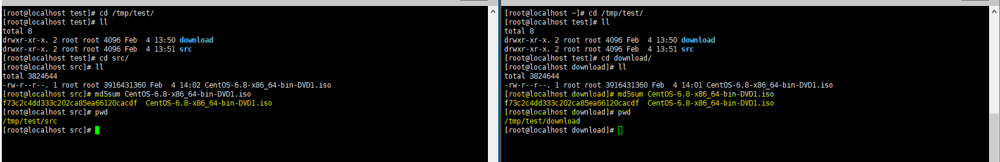 [root@localhost test]# cd /tmp/test/
[root@localhost test]# ll
total 8
drwxr-xr-x. 2 root root 4096 Feb  4 13:50 download
drwxr-xr-x. 2 root root 4096 Feb  4 13:51 src
[root@localhost test]# cd src/
[root@localhost src]# ll
total 3824644
-rw-r--r--. 1 root root 3916431360 Feb  4 14:02 CentOS-6.8-x86_64-bin-DVD1.iso
[root@localhost src]# md5sum CentOS-6.8-x86_64-bin-DVD1.iso
f73c2c4dd333c202ca85ea66120cacdf  CentOS-6.8-x86_64-bin-DVD1.iso
[root@localhost src]# pwd
/tmp/test/src
[root@localhost src]#
[root@localhost ~]# cd /tmp/test/
[root@localhost test]# ll
total 8
drwxr-xr-x. 2 root root 4096 Feb  4 13:50 download
drwxr-xr-x. 2 root root 4096 Feb  4 13:51 src
[root@localhost test]# cd download/
[root@localhost download]# ll
total 3824644
-rw-r--r--. 1 root root 3916431360 Feb  4 14:01 CentOS-6.8-x86_64-bin-DVD1.iso
[root@localhost download]# md5sum CentOS-6.8-x86_64-bin-DVD1.iso
f73c2c4dd333c202ca85ea66120cacdf  CentOS-6.8-x86_64-bin-DVD1.iso
[root@localhost download]# pwd
/tmp/test/download
[root@localhost download]#